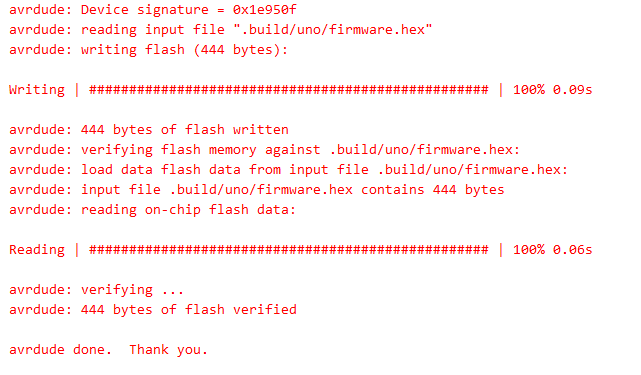 avrdude: Device signature = 0x1e950f
avrdude: reading input file ".build/uno/firmware.hex"
avrdude: writing flash (444 bytes):
Writing | ################################################## | 100% 0.09s
avrdude: 444 bytes of flash written
avrdude: verifying flash memory against .build/uno/firmware.hex:
avrdude: load data flash data from input file .build/uno/firmware.hex:
avrdude: input file .build/uno/firmware.hex contains 444 bytes
avrdude: reading on-chip flash data:
Reading | ################################################## | 100% 0.06s
avrdude: verifying ...
avrdude: 444 bytes of flash verified
avrdude done.  Thank you.